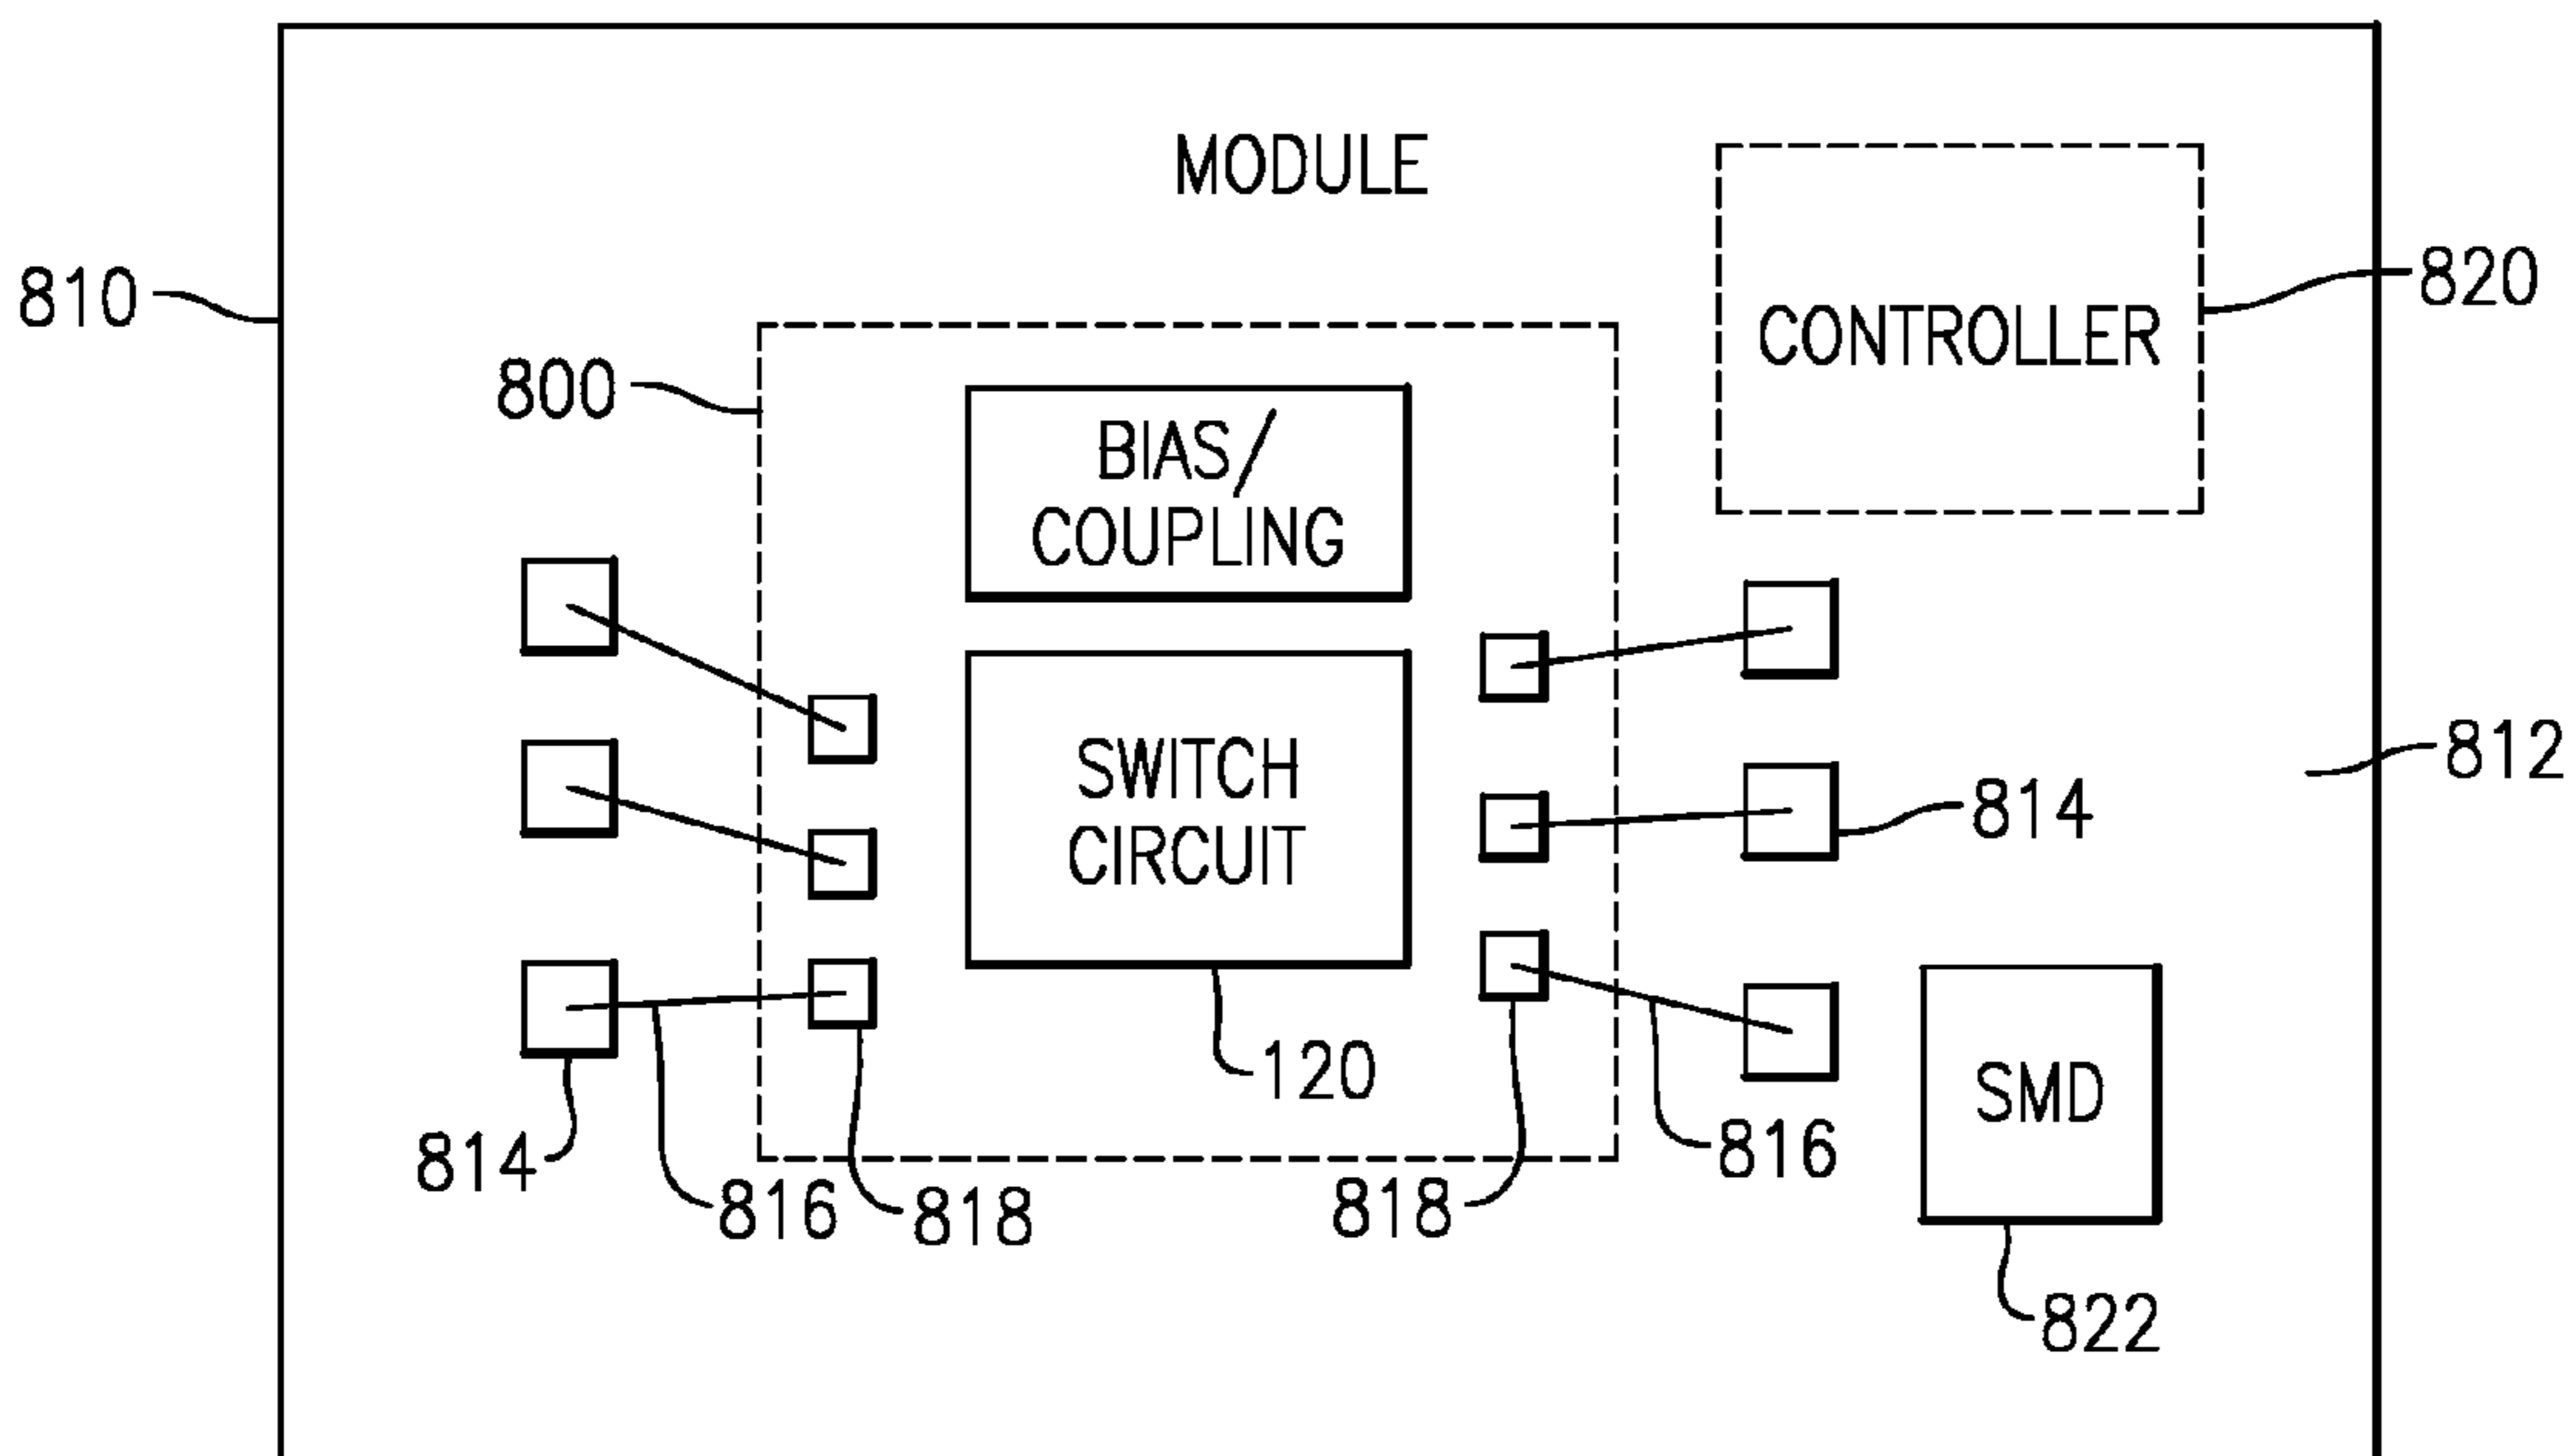 MODULE
810
820
CONTROLLER
800
BIAS/
COUPLING
812
SWITCH
CIRCUIT
814
120
SMD
814
816
818
818
816
822